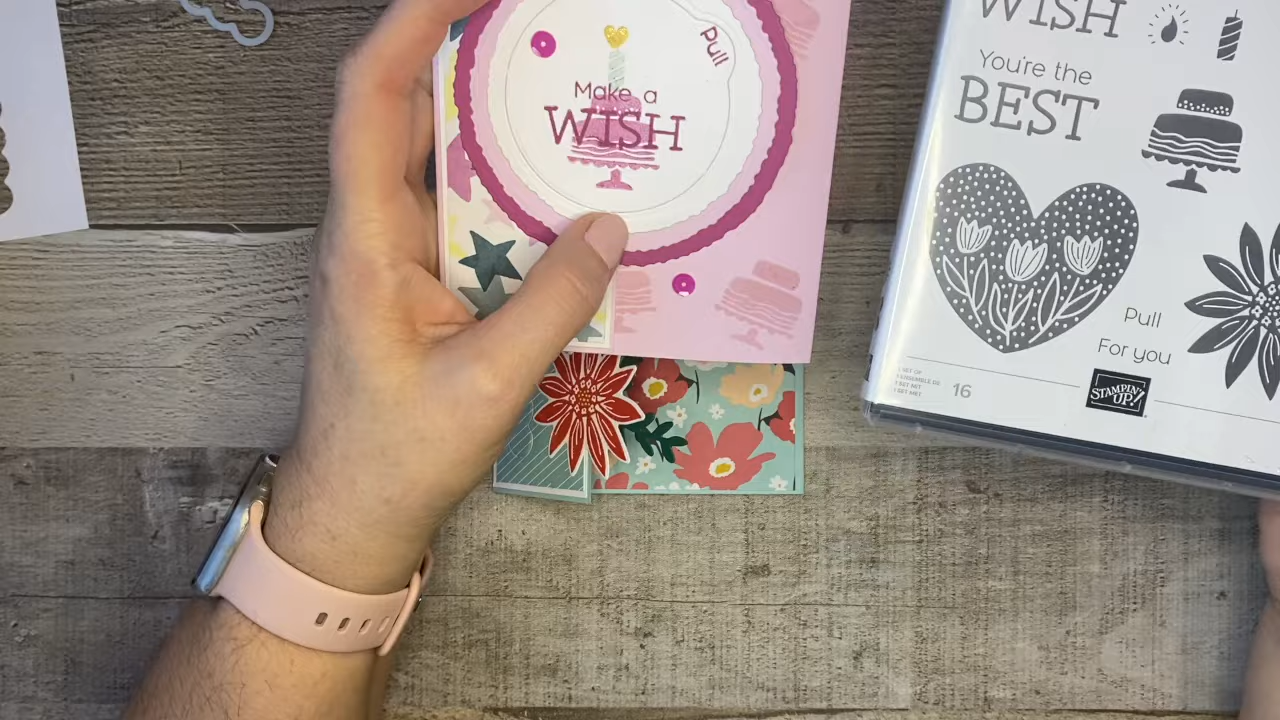 Pull
Make a
WISH
WISH
You're the
BEST
Pull
For you
16
STAMPIN' UP!